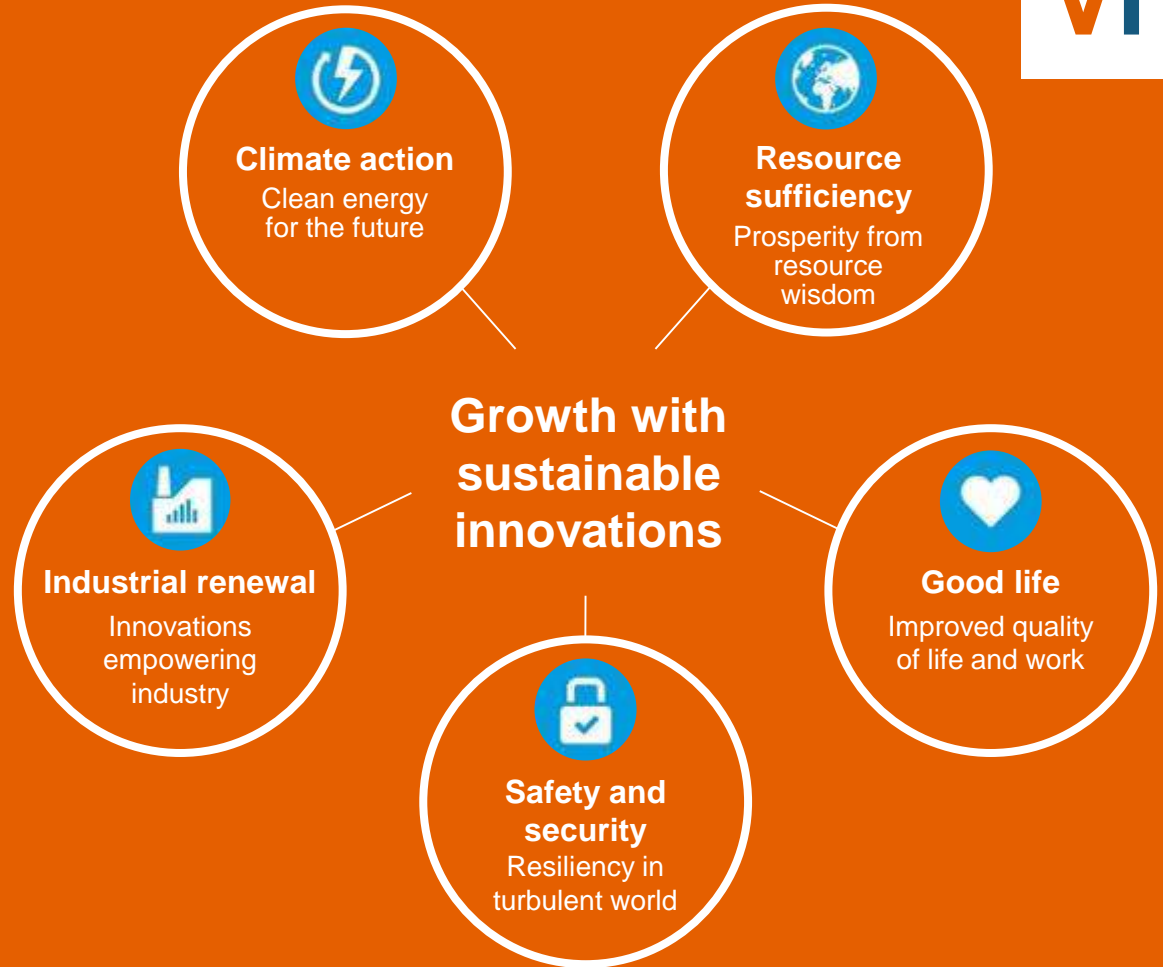 Climate action
Clean energy
for the future
Resource
sufficiency
Prosperity from
resource
wisdom
Growth with
sustainable
innovations
Industrial renewal
Innovations
empowering
industry
Good life
Improved quality
of life and work
Safety and
security
Resiliency in
turbulent world